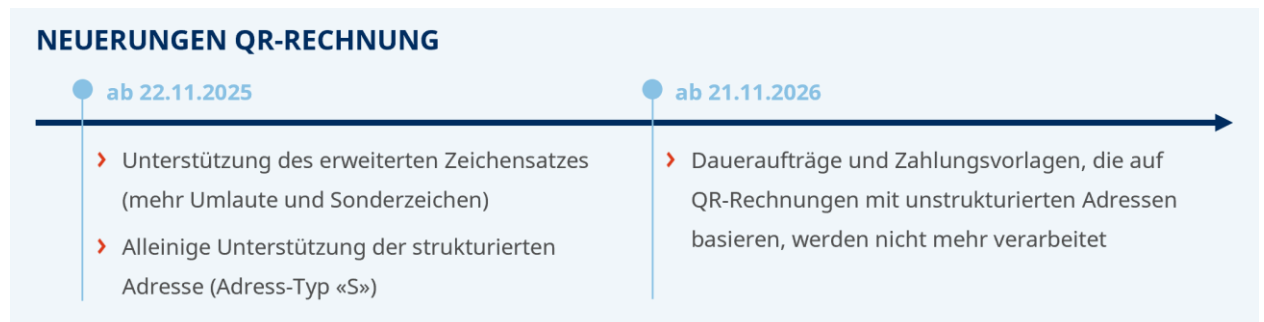 NEUERUNGEN QR-RECHNUNG
ab 22.11.2025
Unterstützung des erweiterten Zeichensatzes
(mehr Umlaute und Sonderzeichen)
Alleinige Unterstützung der strukturierten
Adresse (Adress-Typ «S»)
ab 21.11.2026
Daueraufträge und Zahlungsvorlagen, die auf
QR-Rechnungen mit unstrukturierten Adressen
basieren, werden nicht mehr verarbeitet